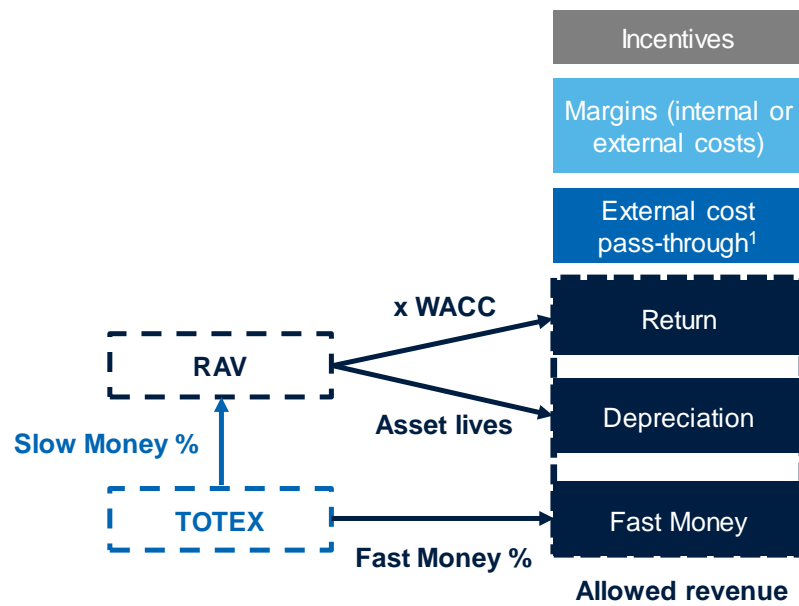 Incentives
Margins (internal or
external costs)
External cost
pass-through¹
x WACC
Return
RAV
Asset lives
Depreciation
Slow Money %
TOTEX
Fast Money
Fast Money %
Allowed revenue